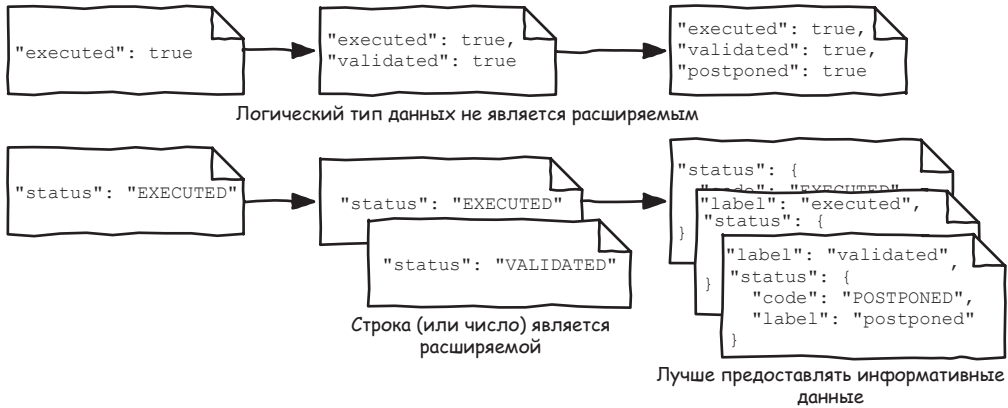 "executed": true
"executed": true,
"validated": true
"executed": true,
"validated": true,
"postponed": true
Логический тип данных не является расширяемым
"status": "EXECUTED"
"status": "EXECUTED"
"status": "VALIDATED"
Строка (или число) является
расширяемой
"status": {
"code": "EXECUTED",
}
"label": "executed",
"status": {
}
"label": "validated",
"status": {
"code": "POSTPONED",
"label": "postponed"
}
Лучше предоставлять информативные
данные